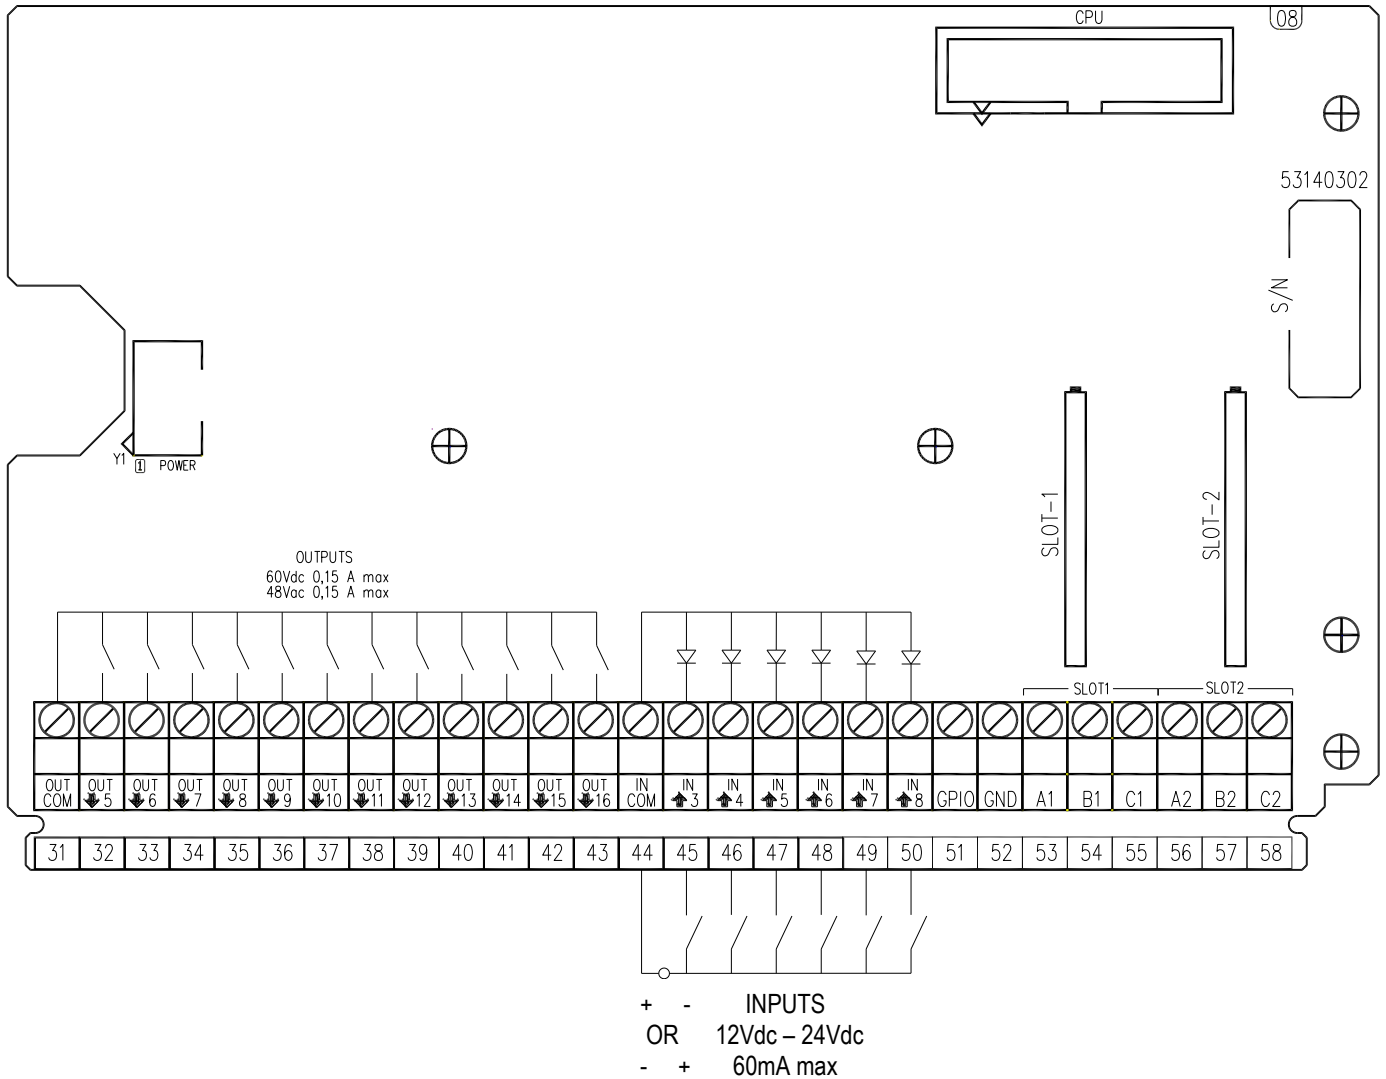 CPU
08
53140302
S/N
Y1
1 POWER
SLOT-1
SLOT-2
OUTPUTS
60Vdc 0,15 A max
48Vac 0,15 A max
SLOT1 SLOT2
OUT COM
OUT 5
OUT 6
OUT 7
OUT 8
OUT 9
OUT 10
OUT 11
OUT 12
OUT 13
OUT 14
OUT 15
OUT 16
IN COM
IN 3
IN 4
IN 5
IN 6
IN 7
IN 8
GPIO
GND
A1
B1
C1
A2
B2
C2
31 32 33 34 35 36 37 38 39 40 41 42 43 44 45 46 47 48 49 50 51 52 53 54 55 56 57 58
+ - INPUTS
OR 12Vdc – 24Vdc
- + 60mA max